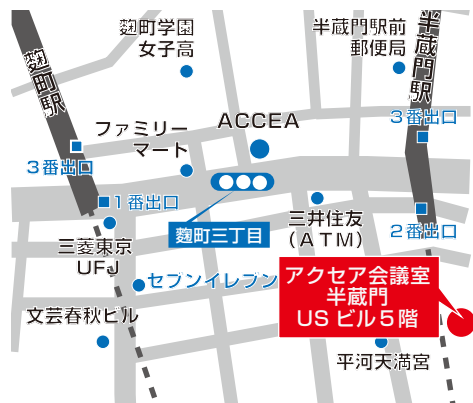 麴町学園
女子高
半蔵門駅前
郵便局
麴町駅
半蔵門駅
ファミリー
マート
ACCEA
3番出口
3番出口
1番出口
麴町三丁目
三井住友
(ATM)
2番出口
三菱東京
UFJ
セブンイレブン
アクセア会議室
半蔵門
USビル5階
文芸春秋ビル
平河天満宮